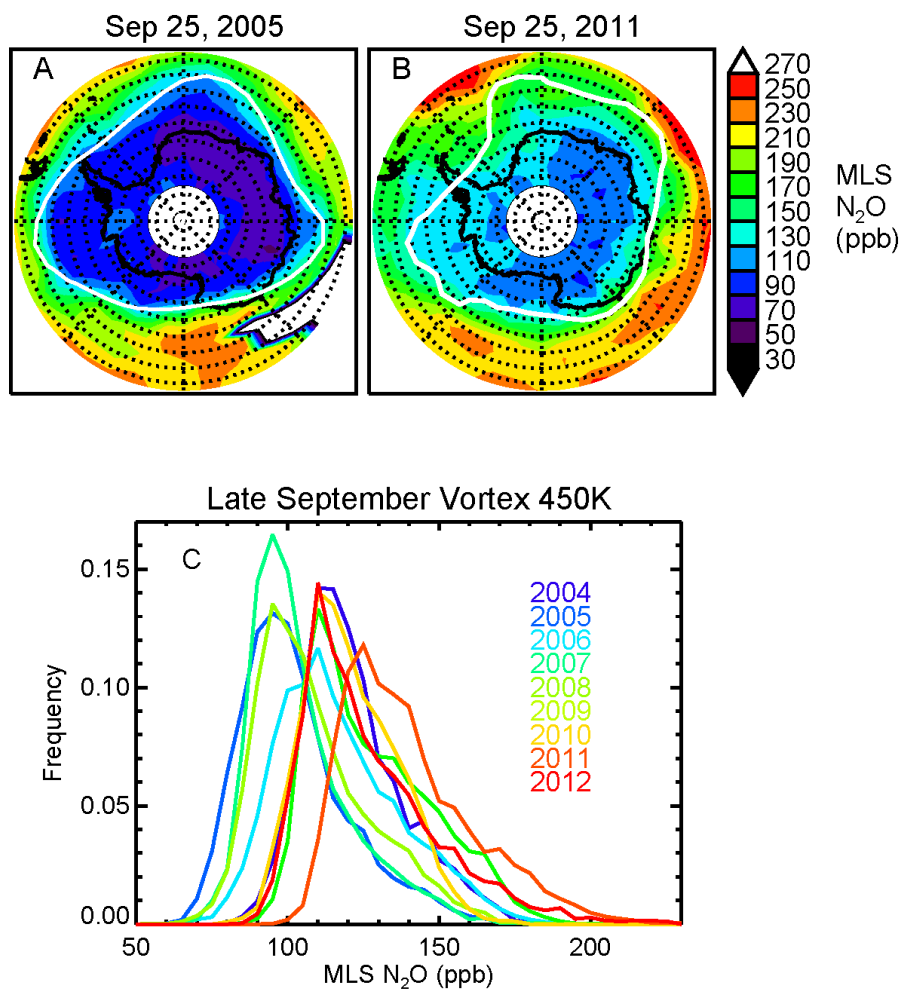 Sep 25, 2005
Sep 25, 2011
A
B
270
250
230
210
190
170
150
130
110
90
70
50
30
MLS
N₂O
(ppb)
Late September Vortex 450K
C
0.15
0.10
0.05
0.00
Frequency
2004
2005
2006
2007
2008
2009
2010
2011
2012
50
100
150
200
MLS N₂O (ppb)